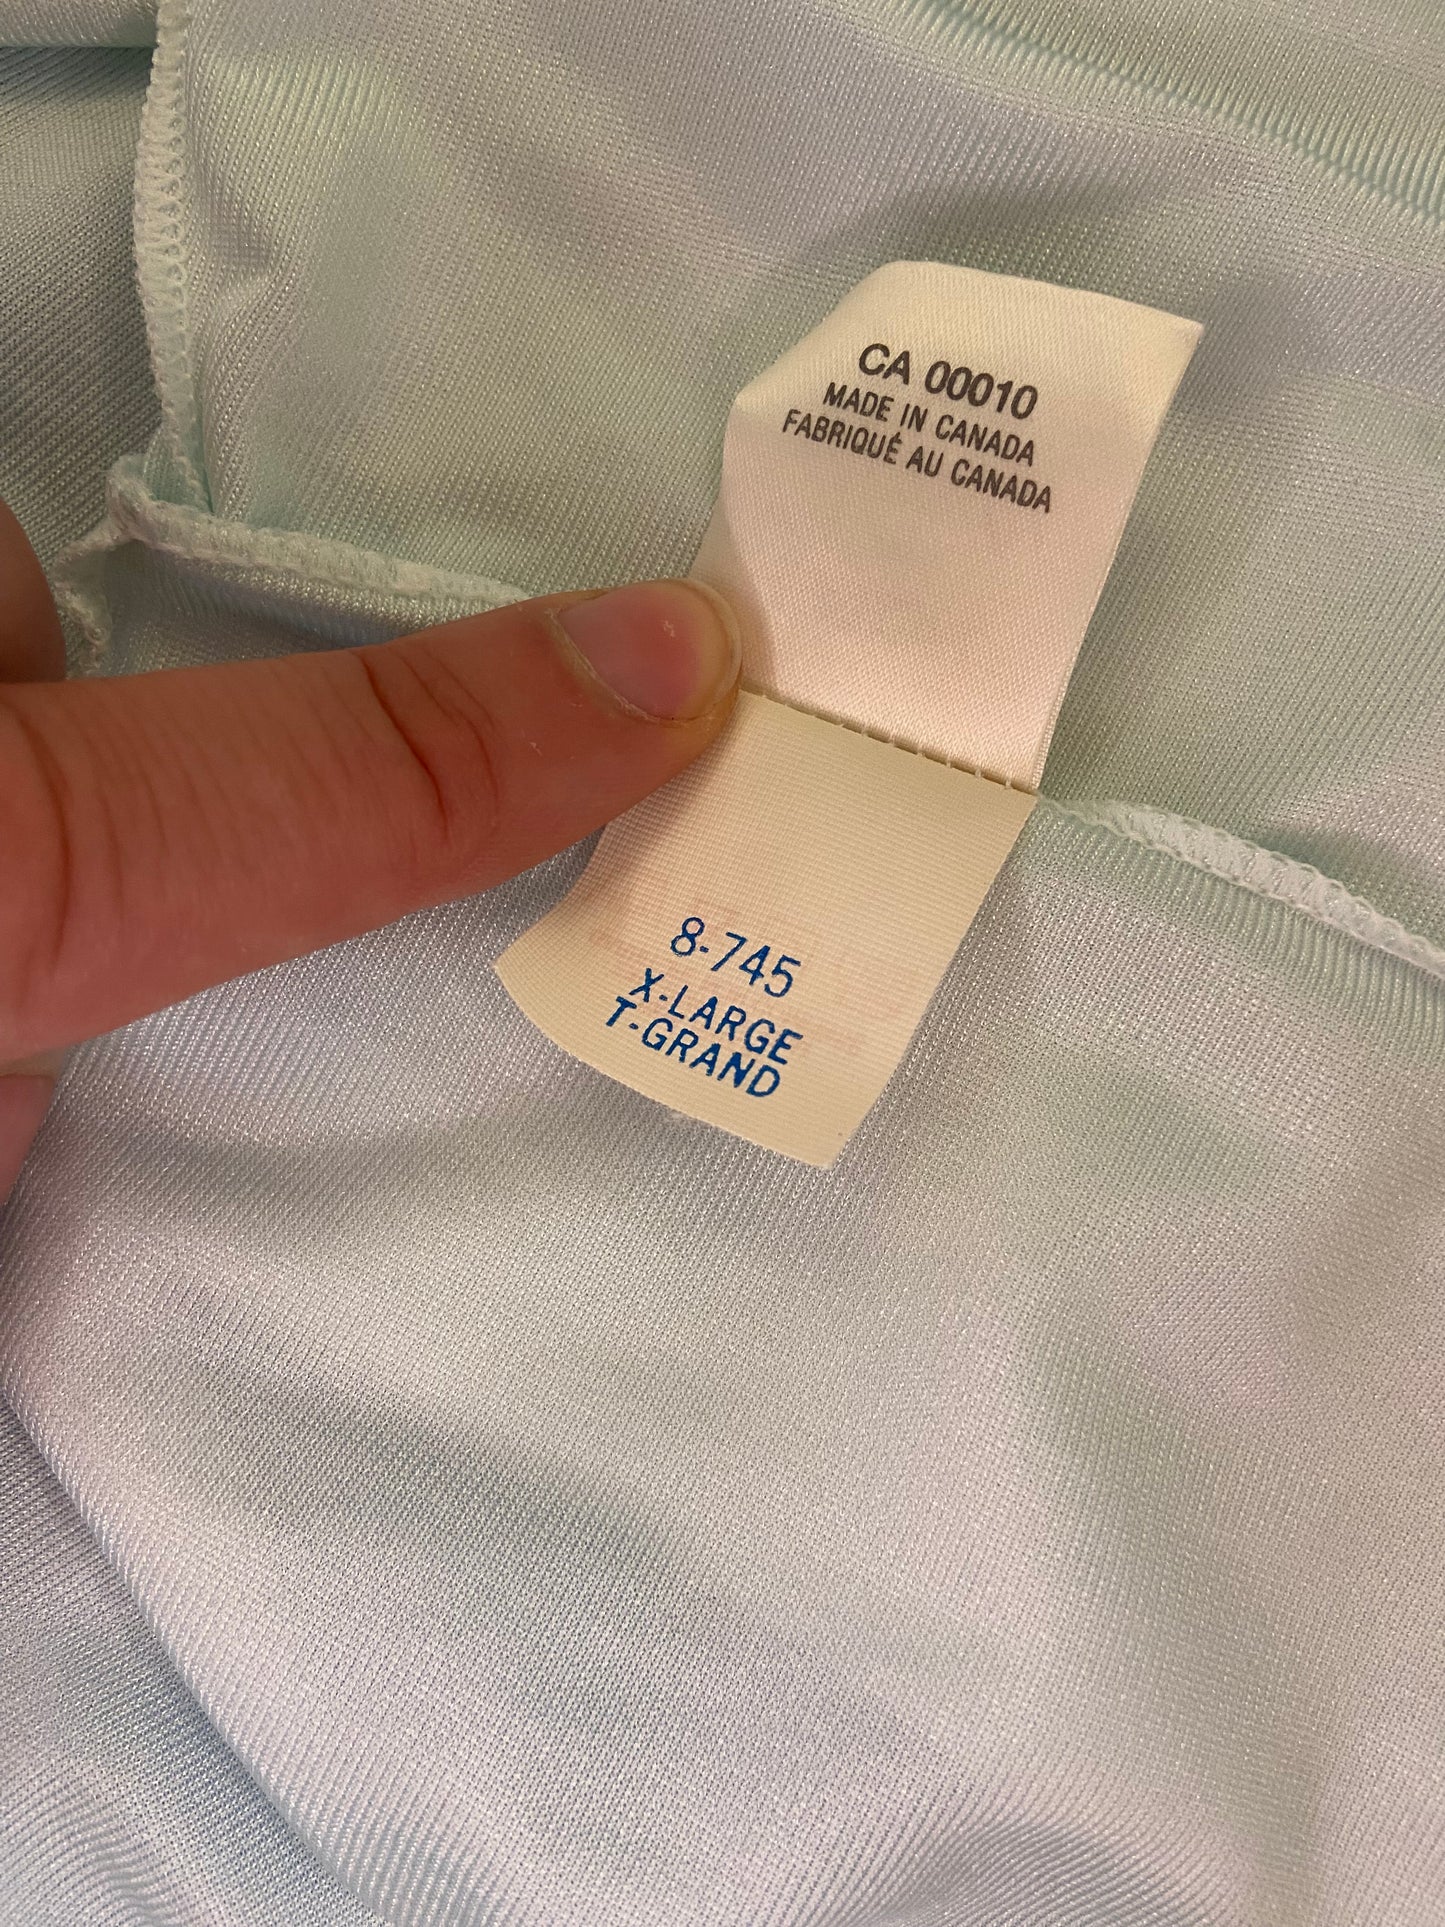 CA 00010
MADE IN CANADA
FABRIQUÉ AU CANADA
8-745
X-LARGE
T-GRAND